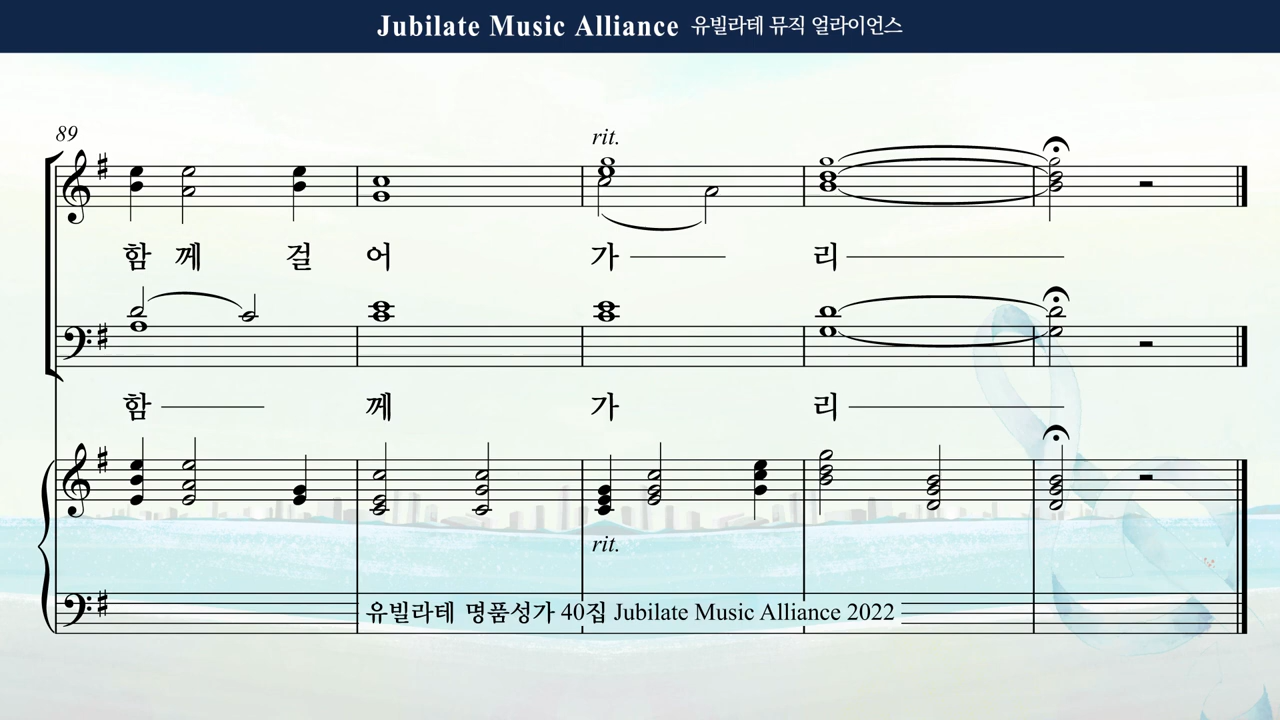 Jubilate Music Alliance 유빌라테 뮤직 얼라이언스
89
rit.
함 께 걸 어 가 리
함 께 가 리
rit.
유빌라테 명품성가 40집 Jubilate Music Alliance 2022